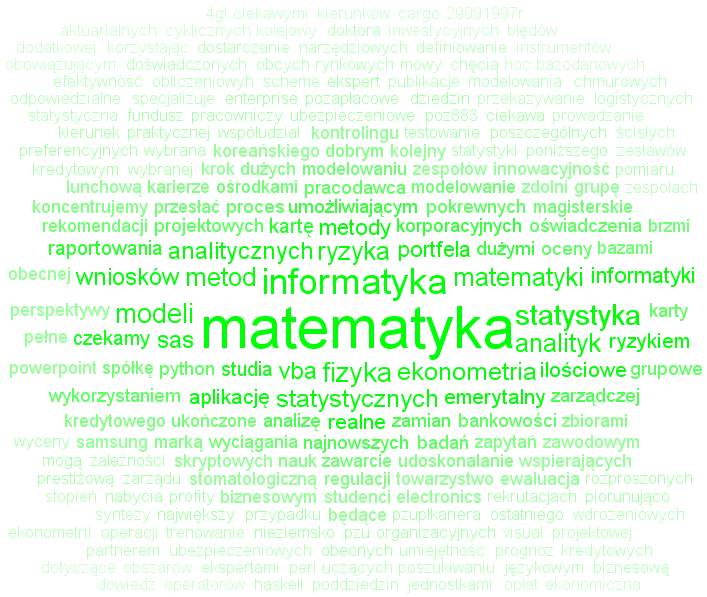 4gl ciekawymi kierunków cargo 29091997r
aktuarialnych cyklicznych kolejowy doktora inwestycyjnych błędów
dodatkowej korzystając dostarczanie narzędziowych definiowanie instrumentów
obowiązującym doświadczonych obcych rynkowych mowy chęcią hoc bazodanowych
efektywność obliczeniowyh scheme ekspert publikacje modelowania chmurowych
odpowiedzialne specjalizuje enterprise pozapłacowe dziedzin przekazywanie logistycznych
statystyczna fundusz pracowniczy ubezpieczeniowe poz883 ciekawa prowadzanie
kierunek praktycznej współudział kontrolingu testowanie poszczególnych ścisłych
preferencyjnych wybrana koreańskiego dobrym kolejny statystyki poniższego zestawów
kredytowym wybranej krok dużych modelowaniu zespołów innowacyjność pomiaru
lunchową karierze ośrodkami pracodawca modelowanie zdolni grupę zespołach
koncentrujemy przesłać proces umożliwiającym pokrewnych magisterskie
rekomendacji projektowych kartę metody korporacyjnych oświadczenia brzmi
raportowania analitycznych ryzyka portfela dużymi oceny bazami
obecnej wniosków metod informatyka matematyki informatyki
perspektywy modeli matematyka statystyka karty
pełne czekamy sas analityk ryzykiem
powerpoint spółkę python studia vba fizyka ekonometria ilościowe grupowe
wykorzystaniem aplikację statystycznych emerytalny zarządczej
kredytowego ukończone analizę realne zamian bankowości zbiorami
wyceny samsung marką wyciągania najnowszych badań zapytań zawodowym
mogą zależności skryptowych nauk zawarcie udoskonalanie wspierających
prestiżową zarządu stomatologiczną regulacji towarzystwo ewaluacja rozproszonych
stopień nabycia profity biznesowym studenci electronics rekrutacjach piorunująco
syntezy największy przypadku będące pzuplkariera ostatniego wdrożeniowych
ekonometrii operacji trenowanie nieziemsko pzu organizacyjnych visual projektowej
partnerem ubezpieczeniowych obecnych umiejętnośc prognoz kredytowych
dotyczące obszarów ekspertami perl uczących poszukiwaniu językowym biznesową
dowiedz operatorów haskell poddziedzin jednostkami opłat ekonomiczna